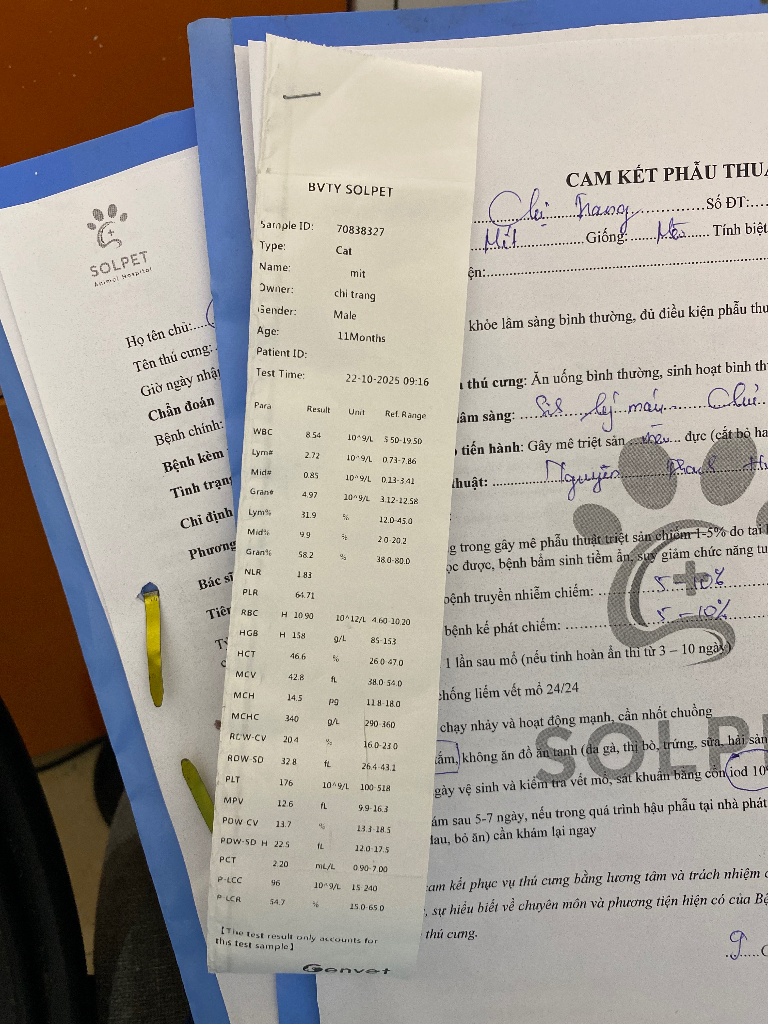 SOLPET
Animal Hospital
Họ tên chủ:
Tên thú cưng:
Giờ ngày nhậ
Chẩn đoán
Bệnh chính:
Bệnh kèm
Tình trạng
Chỉ định
Phương
Bác sĩ
Tiên
BVTY SOLPET
Sample ID: 70838327
Type: Cat
Name: mit
Owner: chi trang
Gender: Male
Age: 11Months
Patient ID:
Test Time: 22-10-2025 09:16
Para Result Unit Ref. Range
WBC 8.54 10^9/L 5.50-19.50
Lym# 2.72 10^9/L 0.73-7.86
Mid# 0.85 10^9/L 0.13-3.41
Gran# 4.97 10^9/L 3.12-12.58
Lym% 31.9 % 12.0-45.0
Mid% 9.9 % 2.0-20.2
Gran% 58.2 % 38.0-80.0
NLR 1.83
PLR 64.71
RBC H 10.90 10^12/L 4.60-10.20
HGB H 158 g/L 85-153
HCT 46.6 % 26.0-47.0
MCV 42.8 fL 38.0-54.0
MCH 14.5 pg 11.8-18.0
MCHC 340 g/L 290-360
RDW-CV 20.4 % 16.0-23.0
RDW-SD 32.8 fL 26.4-43.1
PLT 176 10^9/L 100-518
MPV 12.6 fL 9.9-16.3
PDW-CV 13.7 % 13.3-18.5
PDW-SD H 22.5 fL 12.0-17.5
PCT 2.20 mL/L 0.90-7.00
P-LCC 96 10^9/L 15-240
P-LCR 54.7 % 15.0-65.0
[The test result only accounts for
this test sample]
Genvet
CAM KẾT PHẪU THUẬ
Chị Trang Số ĐT:
Mít Giống: Mèo Tính biệt
ện:
khỏe lâm sàng bình thường, đủ điều kiện phẫu thu
thú cưng: Ăn uống bình thường, sinh hoạt bình th
lâm sàng: máu
tiến hành: Gây mê triệt sản mèo đực (cắt bỏ ha
thuật: Nguyễn
g trong gây mê phẫu thuật triệt sản chiếm 1-5% do tai
ọc được, bệnh bẩm sinh tiềm ẩn, suy giảm chức năng tu
bệnh truyền nhiễm chiếm: 5-10%
bệnh kế phát chiếm: 5-10%
1 lần sau mổ (nếu tinh hoàn ẩn thì từ 3 – 10 ngày)
chống liếm vết mổ 24/24
chạy nhảy và hoạt động mạnh, cần nhốt chuồng
tắm, không ăn đồ ăn tanh (da gà, thị bò, trứng, sữa, hải sản
gày vệ sinh và kiểm tra vết mổ, sát khuẩn bằng cồn iod 10%
SOLP
ám sau 5-7 ngày, nếu trong quá trình hậu phẫu tại nhà phát
đau, bỏ ăn) cần khám lại ngay
cam kết phục vụ thú cưng bằng lương tâm và trách nhiệm
, sự hiểu biết về chuyên môn và phương tiện hiện có của Bệ
thú cưng.